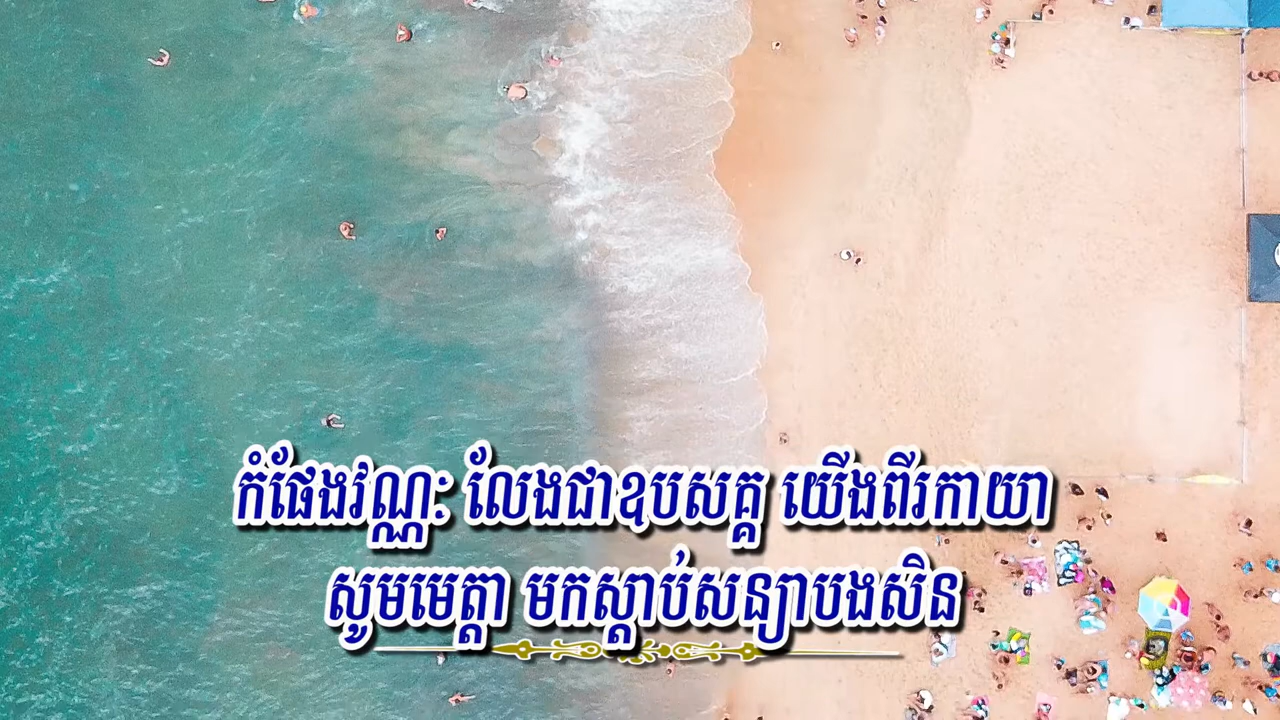 កំផែងវណ្ណៈ លែងជាឧបសគ្គ យើងពីរកាយា
សូមមេត្តា មកស្តាប់សន្យាបងសិន